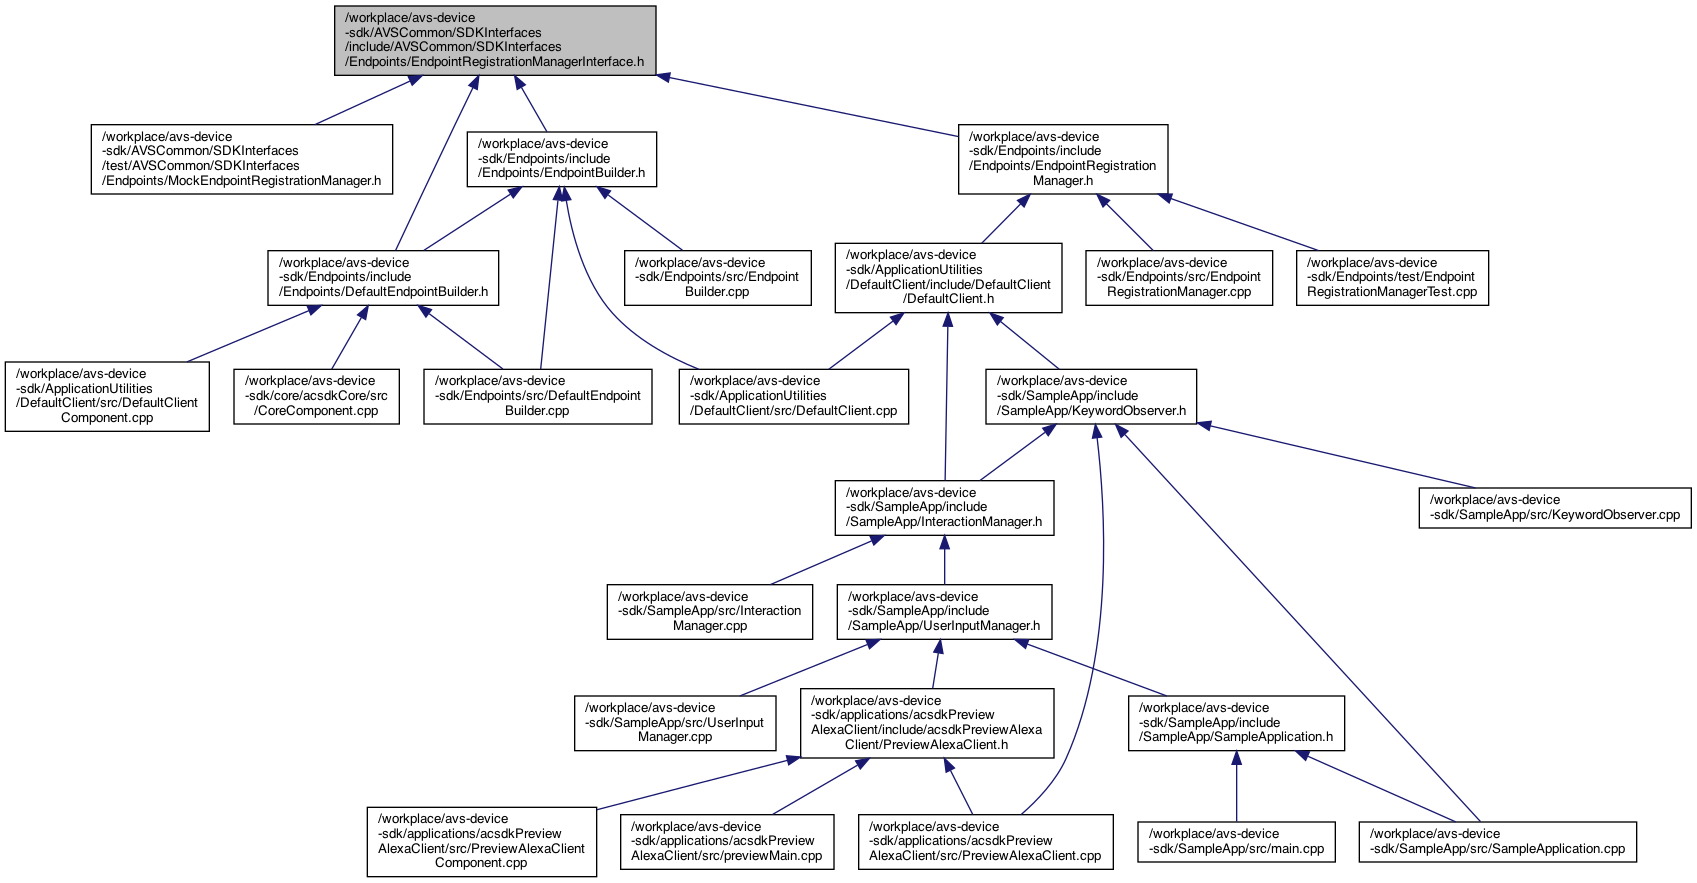 /workplace/avs-device
-sdk/AVSCommon/SDKInterfaces
/include/AVSCommon/SDKInterfaces
/Endpoints/EndpointRegistrationManagerInterface.h
/workplace/avs-device
-sdk/AVSCommon/SDKInterfaces
/test/AVSCommon/SDKInterfaces
/Endpoints/MockEndpointRegistrationManager.h
/workplace/avs-device
-sdk/Endpoints/include
/Endpoints/EndpointBuilder.h
/workplace/avs-device
-sdk/Endpoints/include
/Endpoints/EndpointRegistration
Manager.h
/workplace/avs-device
-sdk/Endpoints/include
/Endpoints/DefaultEndpointBuilder.h
/workplace/avs-device
-sdk/Endpoints/src/Endpoint
Builder.cpp
/workplace/avs-device
-sdk/ApplicationUtilities
/DefaultClient/include/DefaultClient
/DefaultClient.h
/workplace/avs-device
-sdk/Endpoints/src/Endpoint
RegistrationManager.cpp
/workplace/avs-device
-sdk/Endpoints/test/Endpoint
RegistrationManagerTest.cpp
/workplace/avs-device
-sdk/ApplicationUtilities
/DefaultClient/src/DefaultClient
Component.cpp
/workplace/avs-device
-sdk/core/acsdkCore/src
/CoreComponent.cpp
/workplace/avs-device
-sdk/Endpoints/src/DefaultEndpoint
Builder.cpp
/workplace/avs-device
-sdk/ApplicationUtilities
/DefaultClient/src/DefaultClient.cpp
/workplace/avs-device
-sdk/SampleApp/include
/SampleApp/KeywordObserver.h
/workplace/avs-device
-sdk/SampleApp/include
/SampleApp/InteractionManager.h
/workplace/avs-device
-sdk/SampleApp/src/KeywordObserver.cpp
/workplace/avs-device
-sdk/SampleApp/src/Interaction
Manager.cpp
/workplace/avs-device
-sdk/SampleApp/include
/SampleApp/UserInputManager.h
/workplace/avs-device
-sdk/SampleApp/src/UserInput
Manager.cpp
/workplace/avs-device
-sdk/applications/acsdkPreview
AlexaClient/include/acsdkPreviewAlexa
Client/PreviewAlexaClient.h
/workplace/avs-device
-sdk/SampleApp/include
/SampleApp/SampleApplication.h
/workplace/avs-device
-sdk/applications/acsdkPreview
AlexaClient/src/PreviewAlexaClient
Component.cpp
/workplace/avs-device
-sdk/applications/acsdkPreview
AlexaClient/src/previewMain.cpp
/workplace/avs-device
-sdk/applications/acsdkPreview
AlexaClient/src/PreviewAlexaClient.cpp
/workplace/avs-device
-sdk/SampleApp/src/main.cpp
/workplace/avs-device
-sdk/SampleApp/src/SampleApplication.cpp